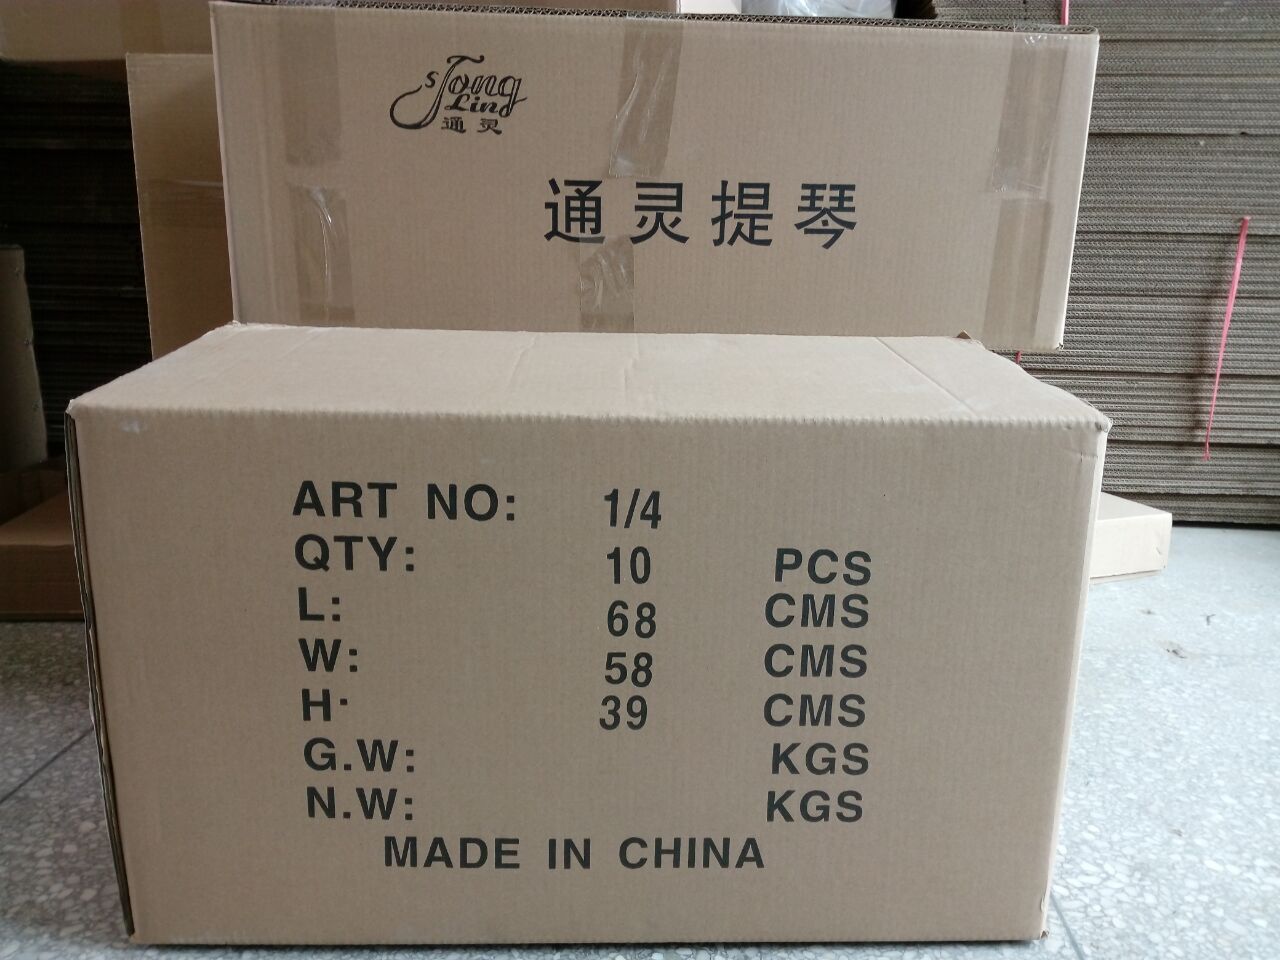 Tong
Ling
通灵
通灵提琴
ART NO: 1/4
QTY: 10 PCS
L: 68 CMS
W: 58 CMS
H: 39 CMS
G.W: KGS
N.W: KGS
MADE IN CHINA